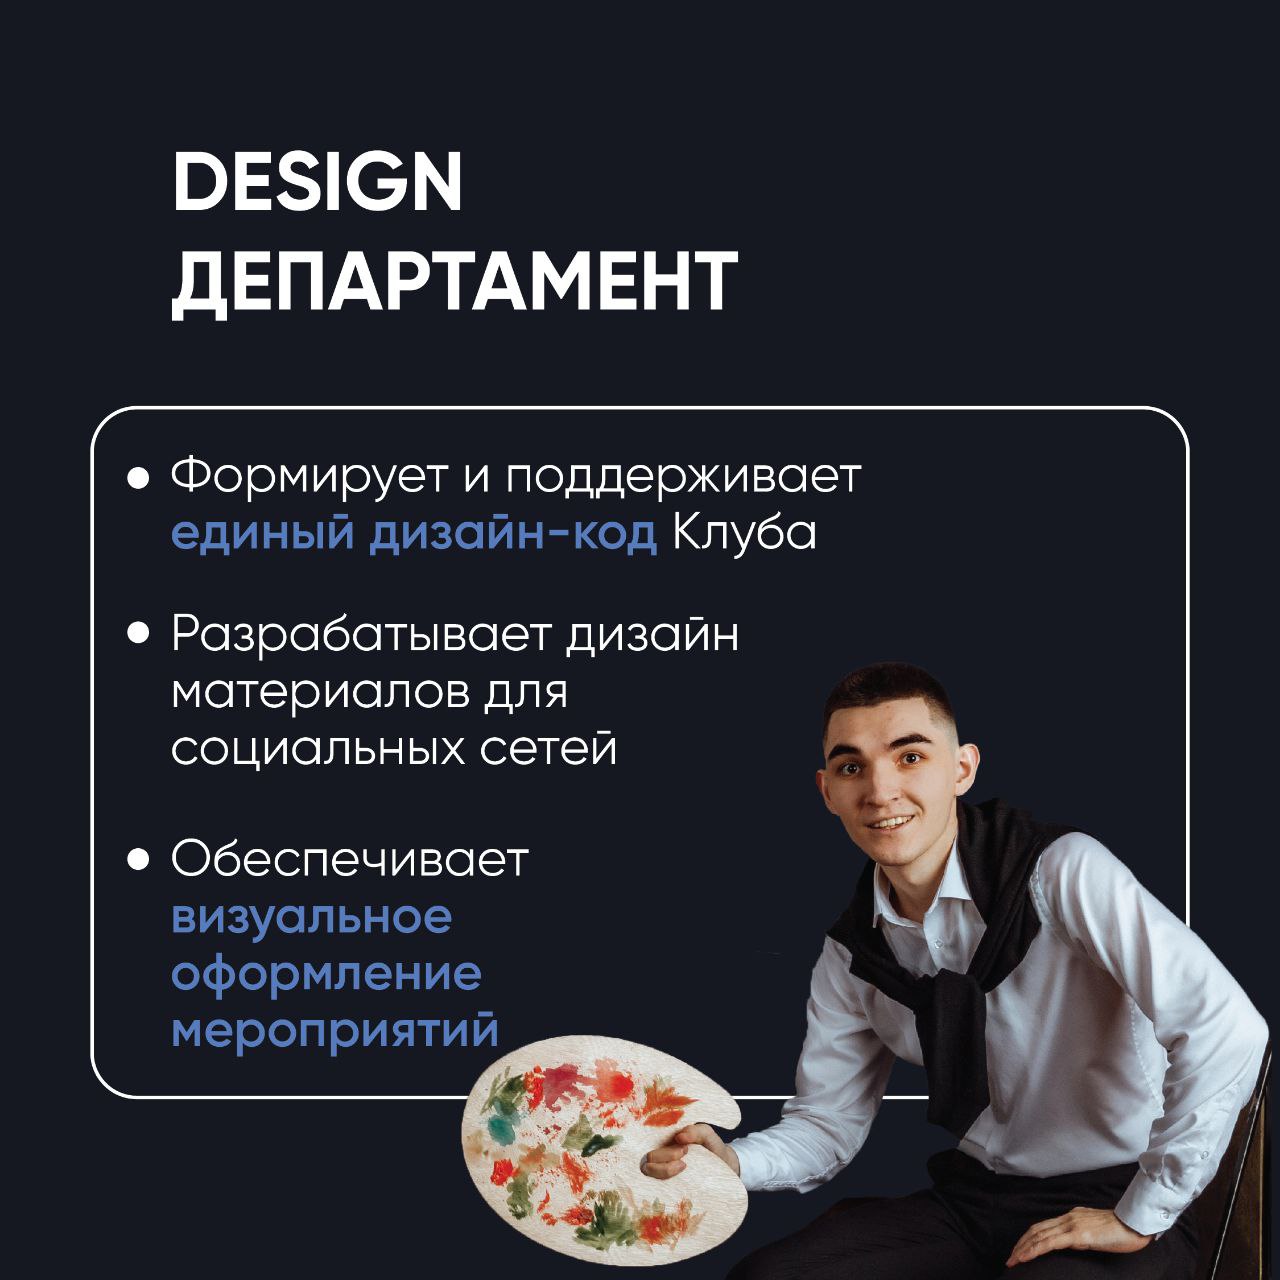 DESIGN
ДЕПАРТАМЕНТ
• Формирует и поддерживает
единый дизайн-код Клуба
• Разрабатывает дизайн
материалов для
социальных сетей
• Обеспечивает
визуальное
оформление
мероприятий